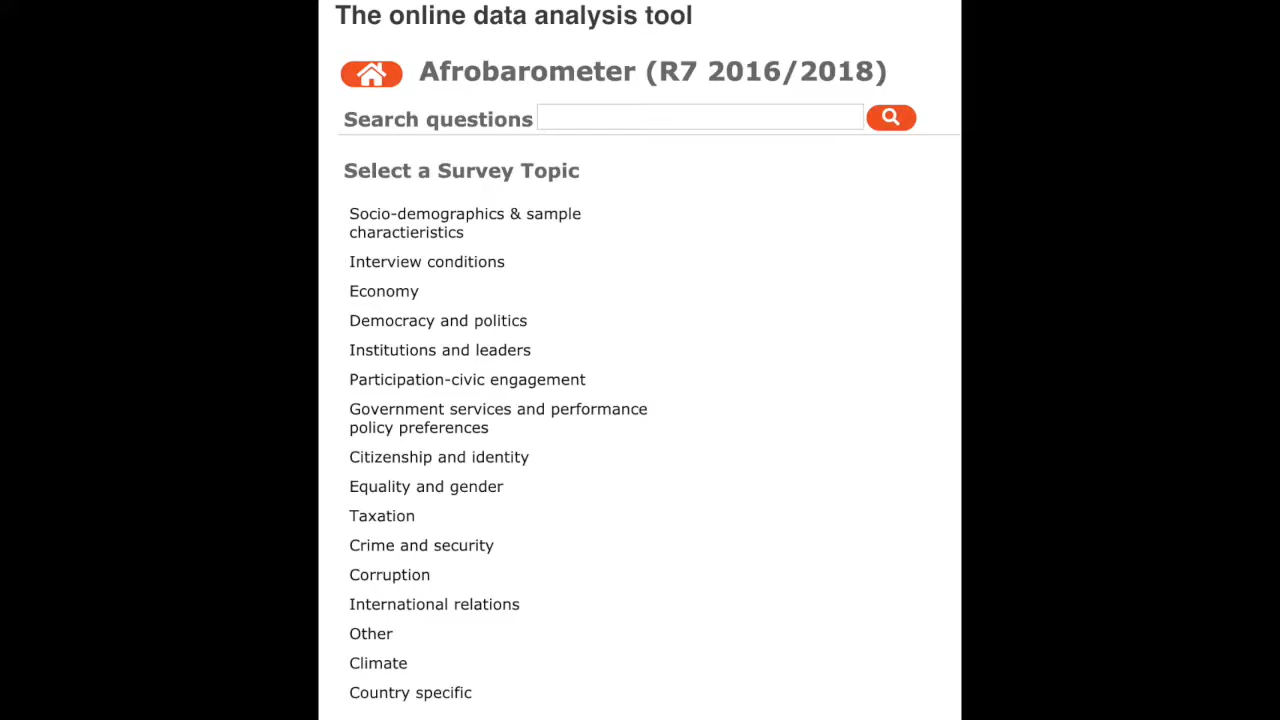 The online data analysis tool
Afrobarometer (R7 2016/2018)
Search questions
Select a Survey Topic
Socio-demographics & sample
charactieristics
Interview conditions
Economy
Democracy and politics
Institutions and leaders
Participation-civic engagement
Government services and performance
policy preferences
Citizenship and identity
Equality and gender
Taxation
Crime and security
Corruption
International relations
Other
Climate
Country specific